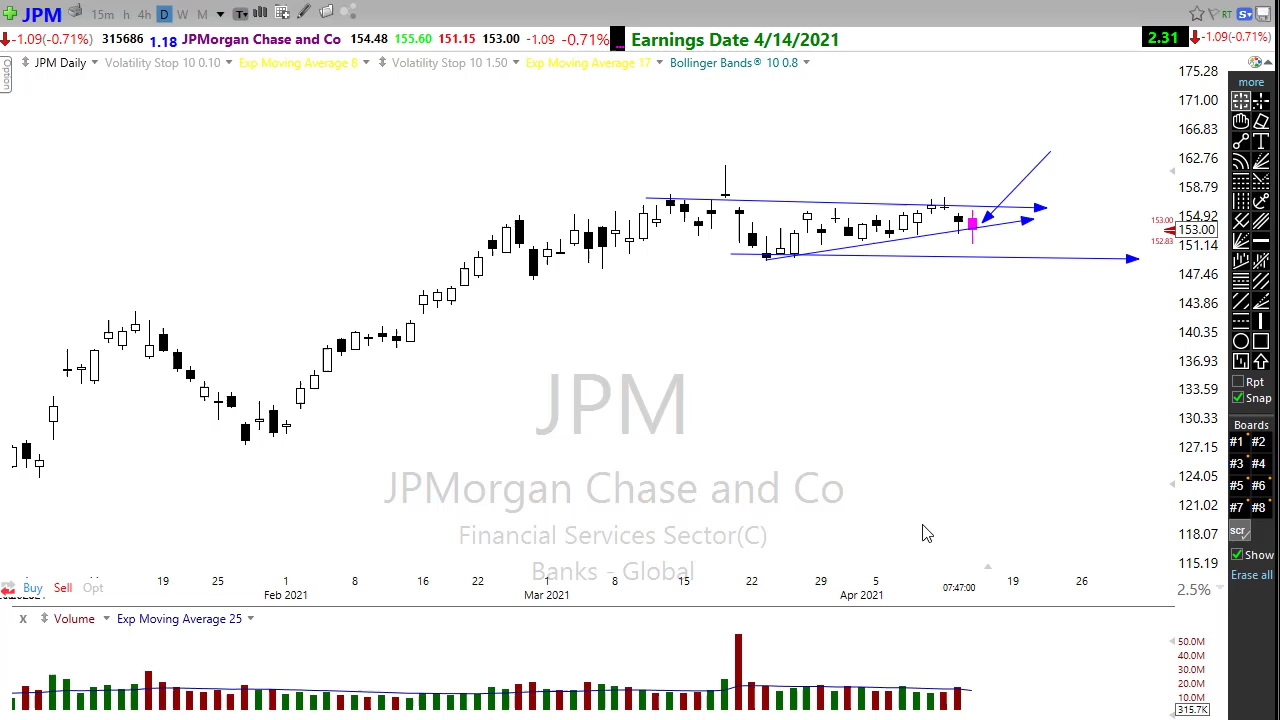 JPM 15m h 4h D W M T RT S
-1.09(-0.71%) 315686 1.18 JPMorgan Chase and Co 154.48 155.60 151.15 153.00 -1.09 -0.71% ... Earnings Date 4/14/2021 2.31 -1.09(-0.71%)
Option
JPM Daily Volatility Stop 10 0.10 Exp Moving Average 8 Volatility Stop 10 1.50 Exp Moving Average 17 Bollinger Bands® 10 0.8
175.28
171.00
166.83
162.76
158.79
154.92
153.00
153.00
152.83
151.14
147.46
143.86
140.35
136.93
133.59
130.33
127.15
124.05
121.02
118.07
115.19
more
Rpt
Snap
Boards
#1 #2
#3 #4
#5 #6
#7 #8
scr
Show
Erase all
JPM
JPMorgan Chase and Co
Financial Services Sector(C)
Banks - Global
19 25 1 8 16 22 1 8 15 22 29 5 07:47:00 19 26
Buy Sell Opt 2.5%
Feb 2021 Mar 2021 Apr 2021
X Volume Exp Moving Average 25
50.0M
40.0M
30.0M
20.0M
10.0M
315.7K